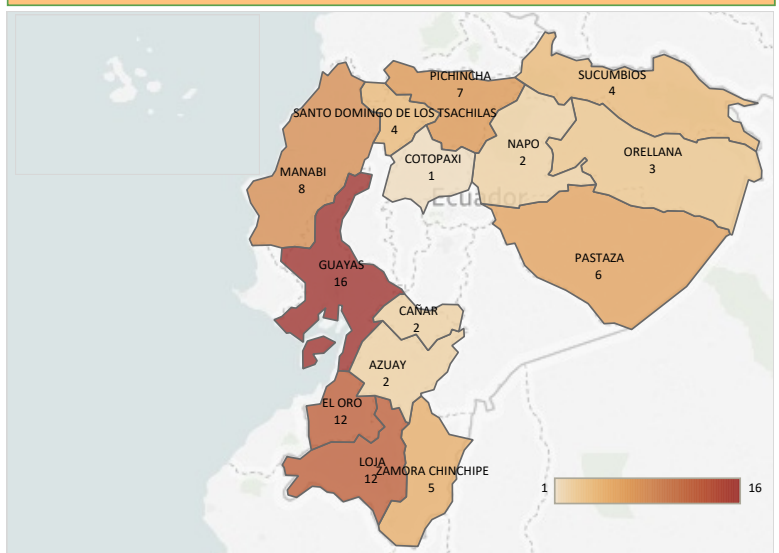 PICHINCHA
7
SUCUMBIOS
4
SANTO DOMINGO DE LOS TSACHILAS
4
NAPO
2
ORELLANA
3
COTOPAXI
1
MANABI
8
Ecuador
PASTAZA
6
GUAYAS
16
CAÑAR
2
AZUAY
2
EL ORO
12
LOJA
12
ZAMORA CHINCHIPE
5
1
16